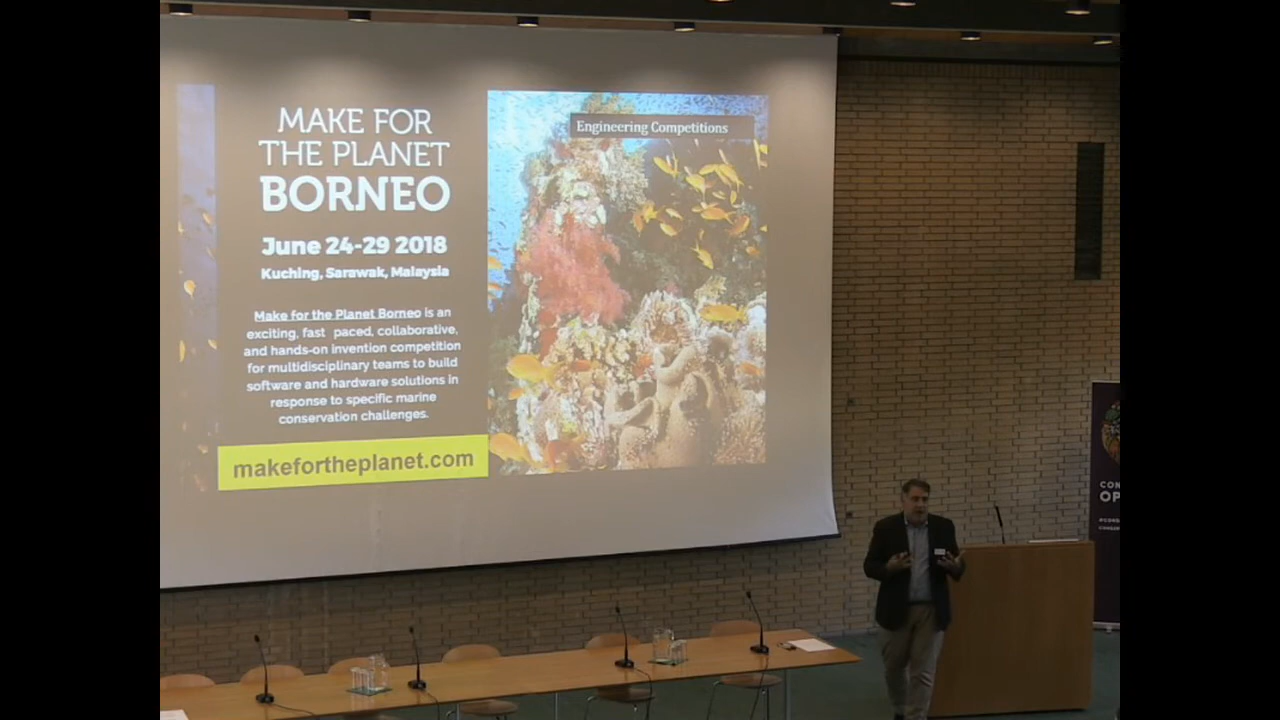 MAKE FOR
THE PLANET
BORNEO
June 24-29 2018
Kuching, Sarawak, Malaysia
Make for the Planet Borneo is an
exciting, fast paced, collaborative,
and hands-on invention competition
for multidisciplinary teams to build
software and hardware solutions in
response to specific marine
conservation challenges.
makefortheplanet.com
Engineering Competitions
CON
OP